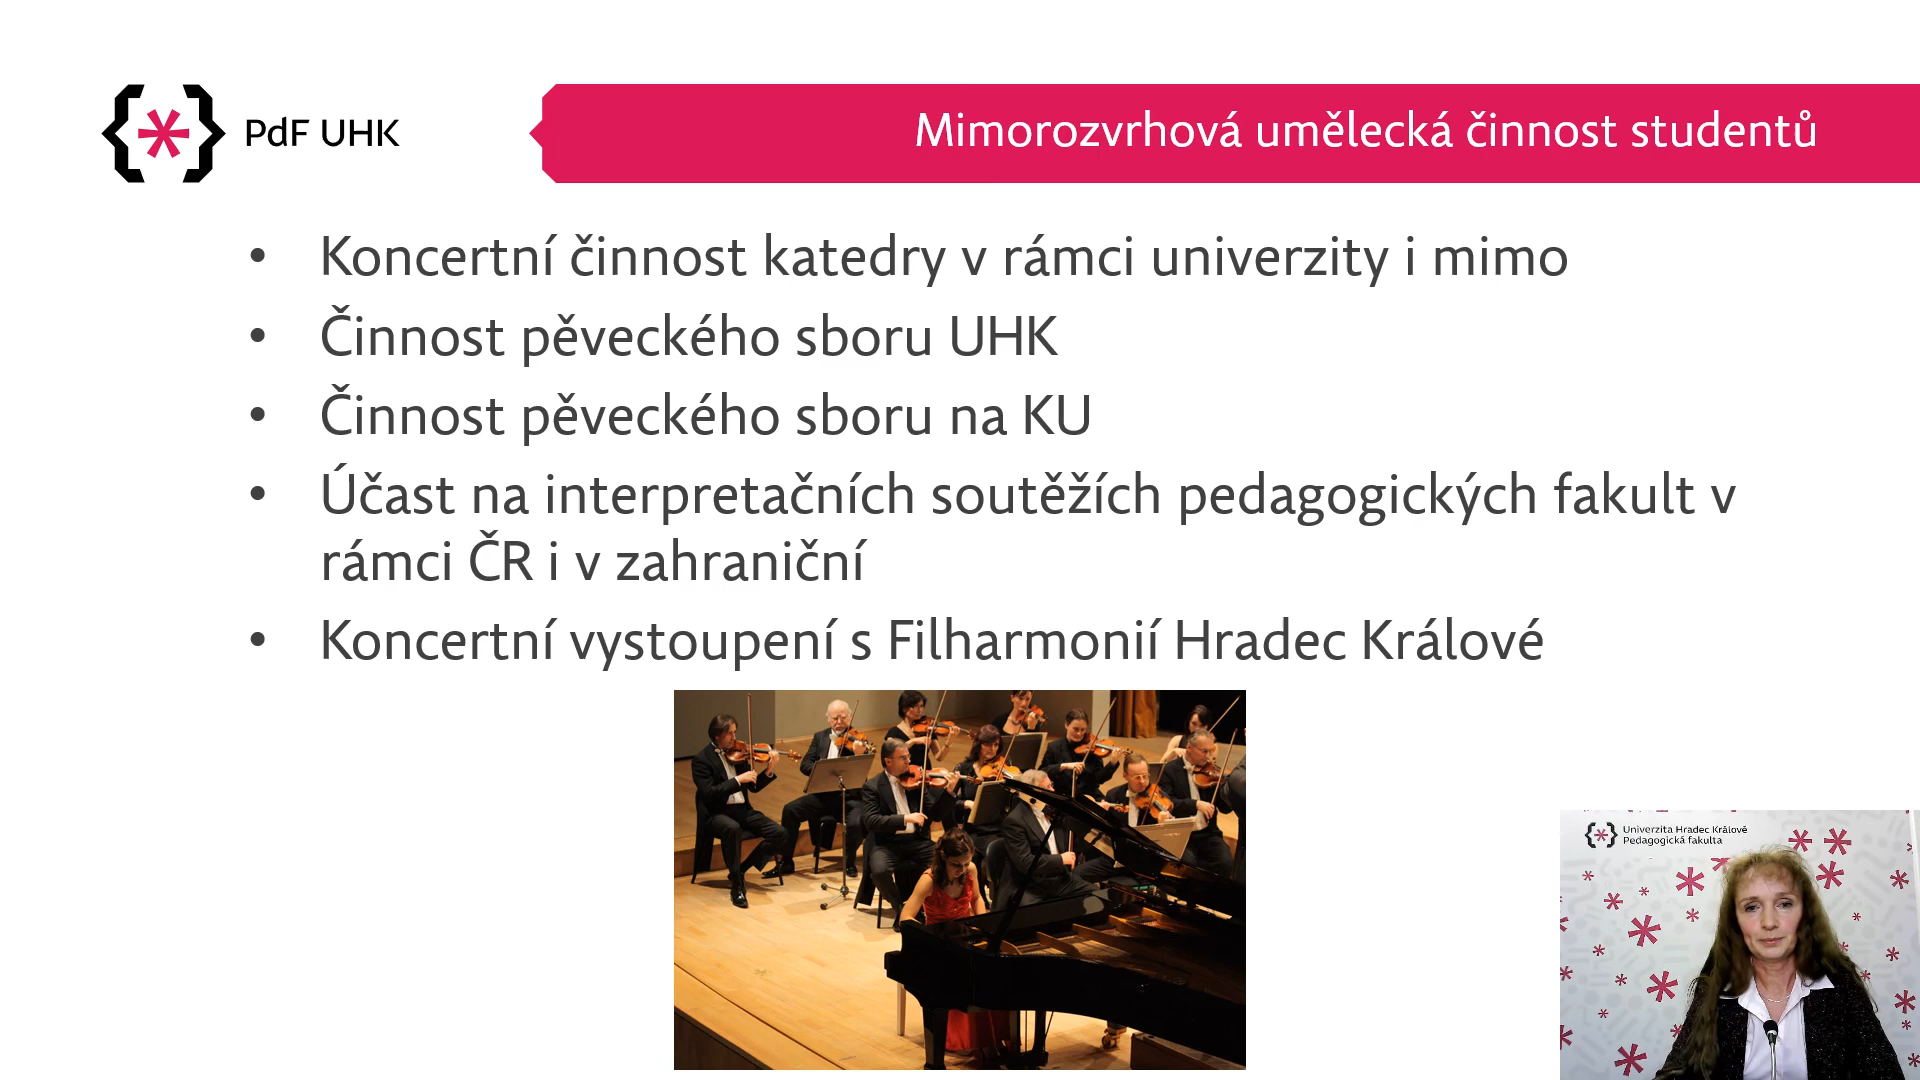 PdF UHK
Mimorozvrhová umělecká činnost studentů
• Koncertní činnost katedry v rámci univerzity i mimo
• Činnost pěveckého sboru UHK
• Činnost pěveckého sboru na KU
• Účast na interpretačních soutěžích pedagogických fakult v
rámci ČR i v zahraniční
• Koncertní vystoupení s Filharmonií Hradec Králové
Univerzita Hradec Králové
Pedagogická fakulta